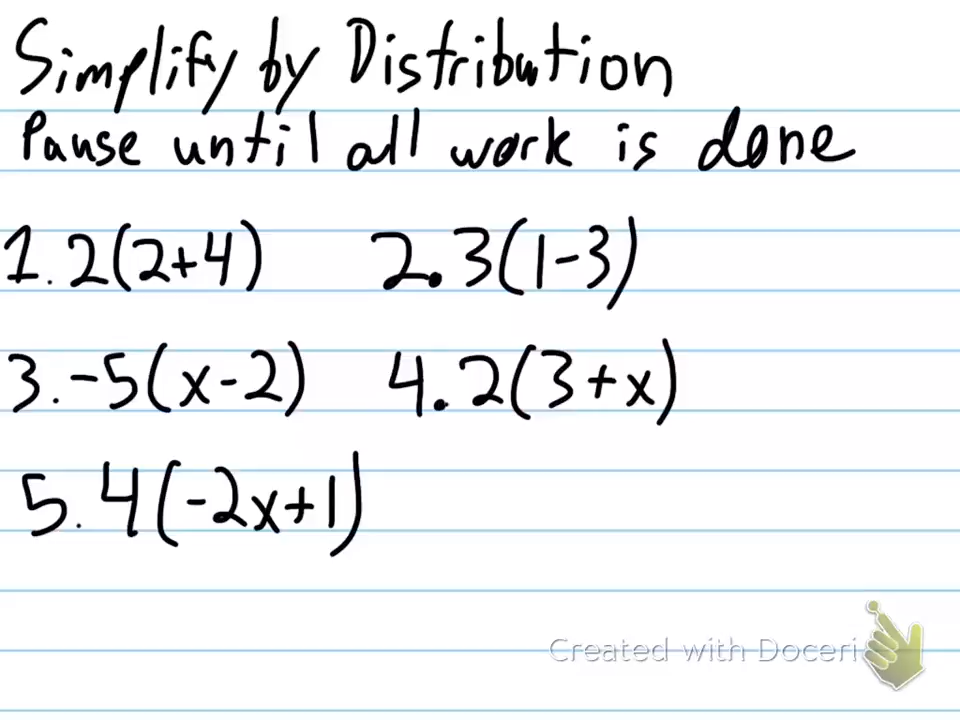 Simplify by Distribution
Pause until all work is done
1. 2(2+4) 2. 3(1-3)
3. -5(x-2) 4. 2(3+x)
5. 4(-2x+1)
Created with Doceri